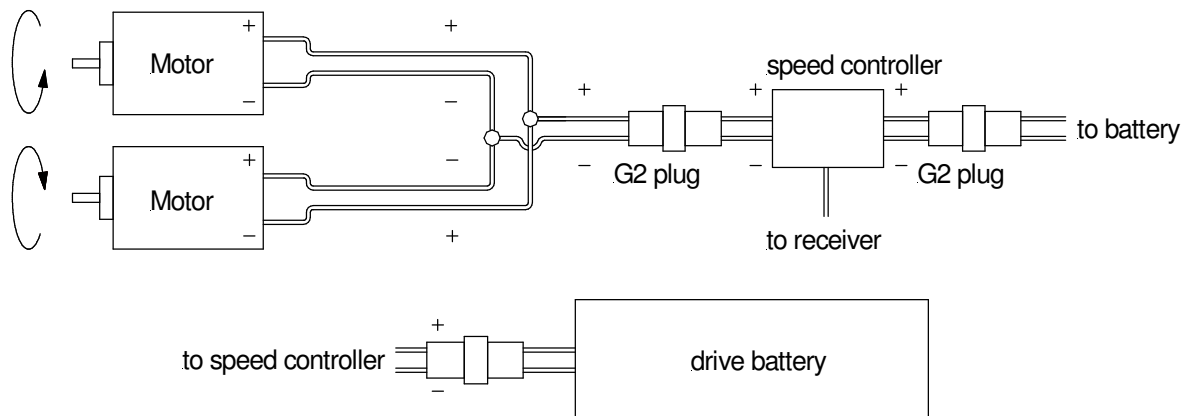 + +
Motor
speed controller
− − + + +
to battery
+ − − − −
G2 plug G2 plug
Motor
− +
to receiver
+
to speed controller drive battery
−